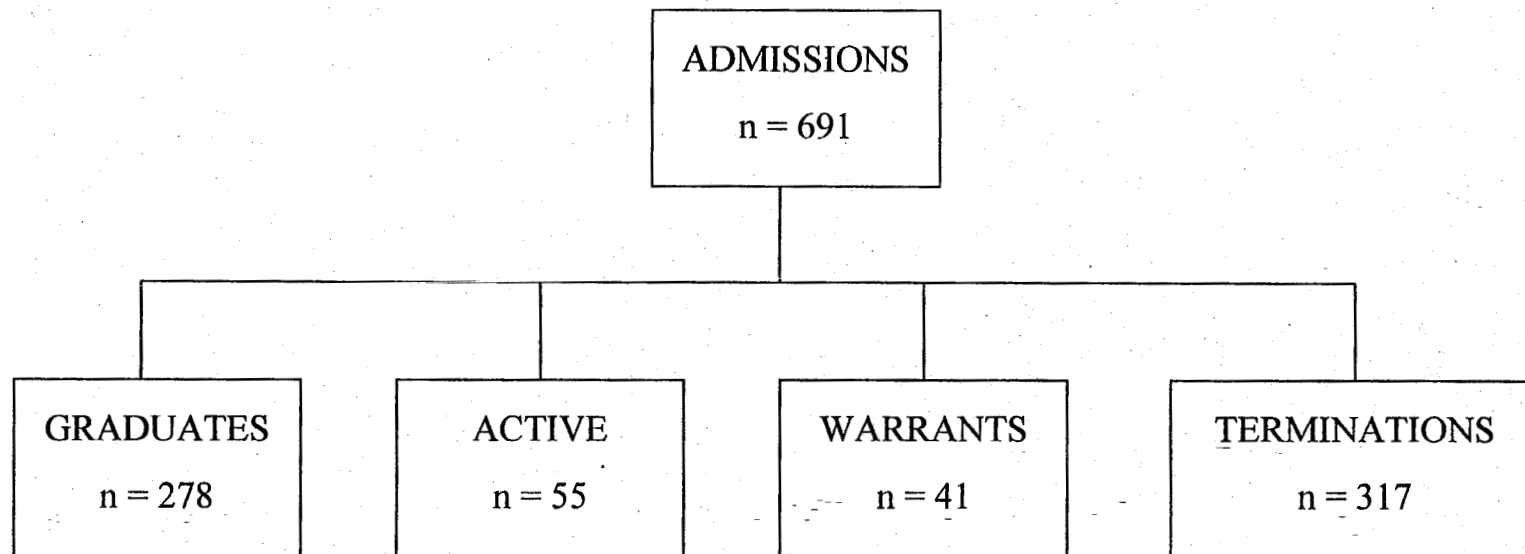 ADMISSIONS
n = 691
GRADUATES
n = 278
ACTIVE
n = 55
WARRANTS
n = 41
TERMINATIONS
n = 317